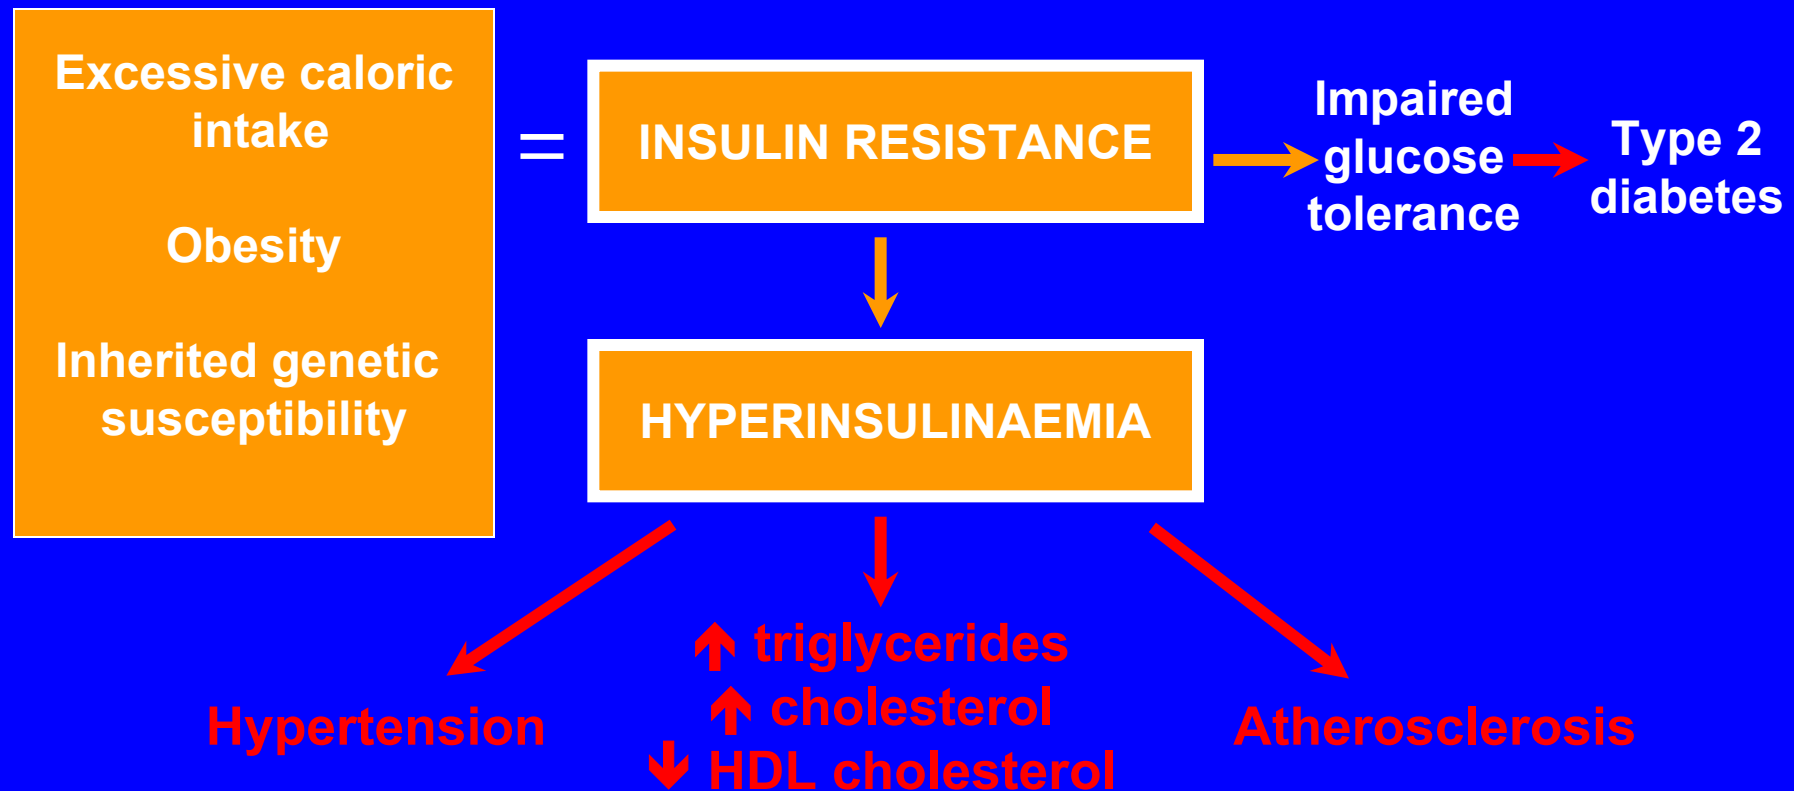 Excessive caloric
intake
Obesity
Inherited genetic
susceptibility
=
INSULIN RESISTANCE
Impaired
glucose
tolerance
Type 2
diabetes
HYPERINSULINAEMIA
Hypertension
↑ triglycerides
↑ cholesterol
↓ HDL cholesterol
Atherosclerosis